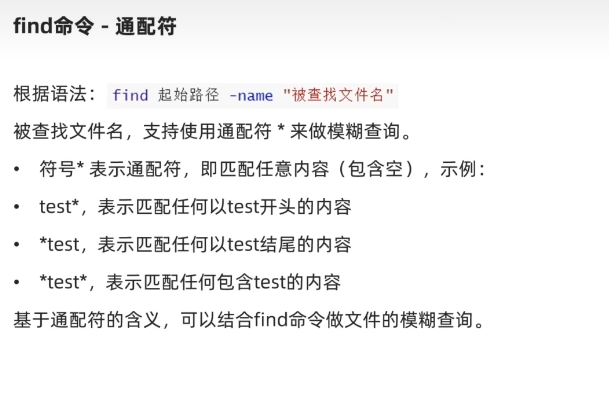 find命令 - 通配符
根据语法： find 起始路径 -name "被查找文件名"
被查找文件名，支持使用通配符 * 来做模糊查询。
• 符号* 表示通配符，即匹配任意内容（包含空），示例：
• test*，表示匹配任何以test开头的内容
• *test，表示匹配任何以test结尾的内容
• *test*，表示匹配任何包含test的内容
基于通配符的含义，可以结合find命令做文件的模糊查询。